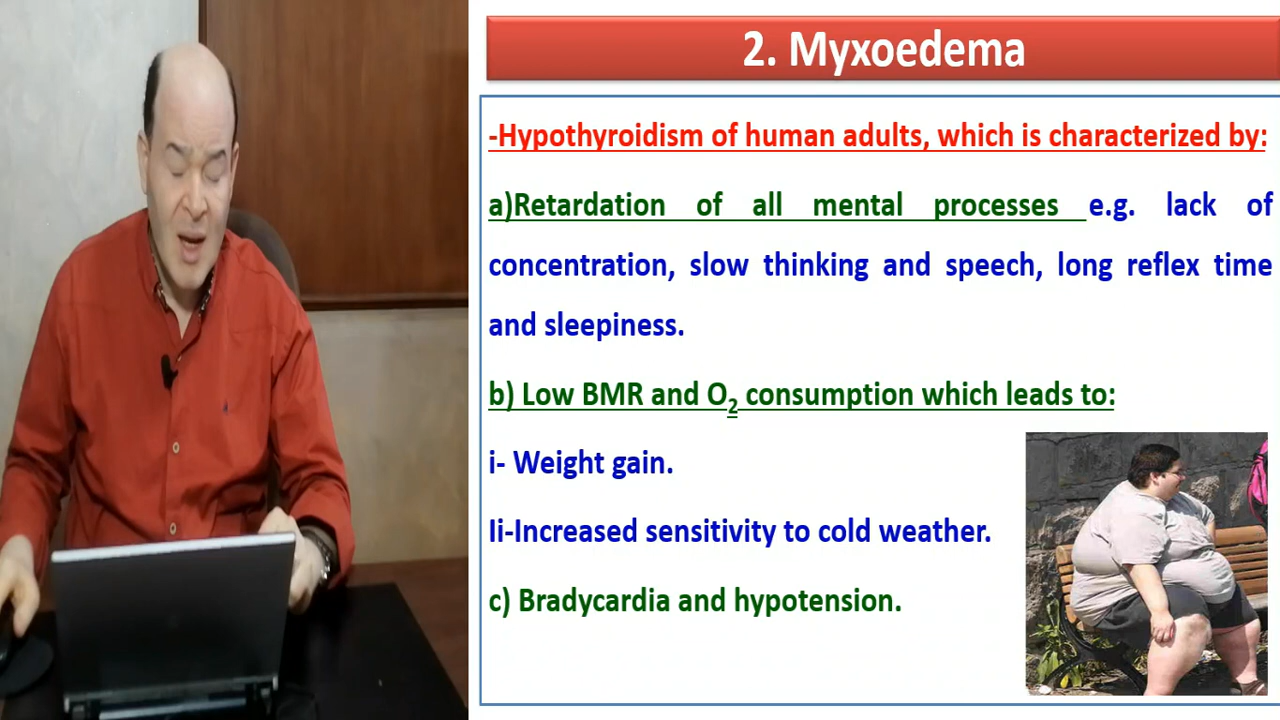 2. Myxoedema
-Hypothyroidism of human adults, which is characterized by:
a)Retardation of all mental processes e.g. lack of
concentration, slow thinking and speech, long reflex time
and sleepiness.
b) Low BMR and O₂ consumption which leads to:
i- Weight gain.
Ii-Increased sensitivity to cold weather.
c) Bradycardia and hypotension.